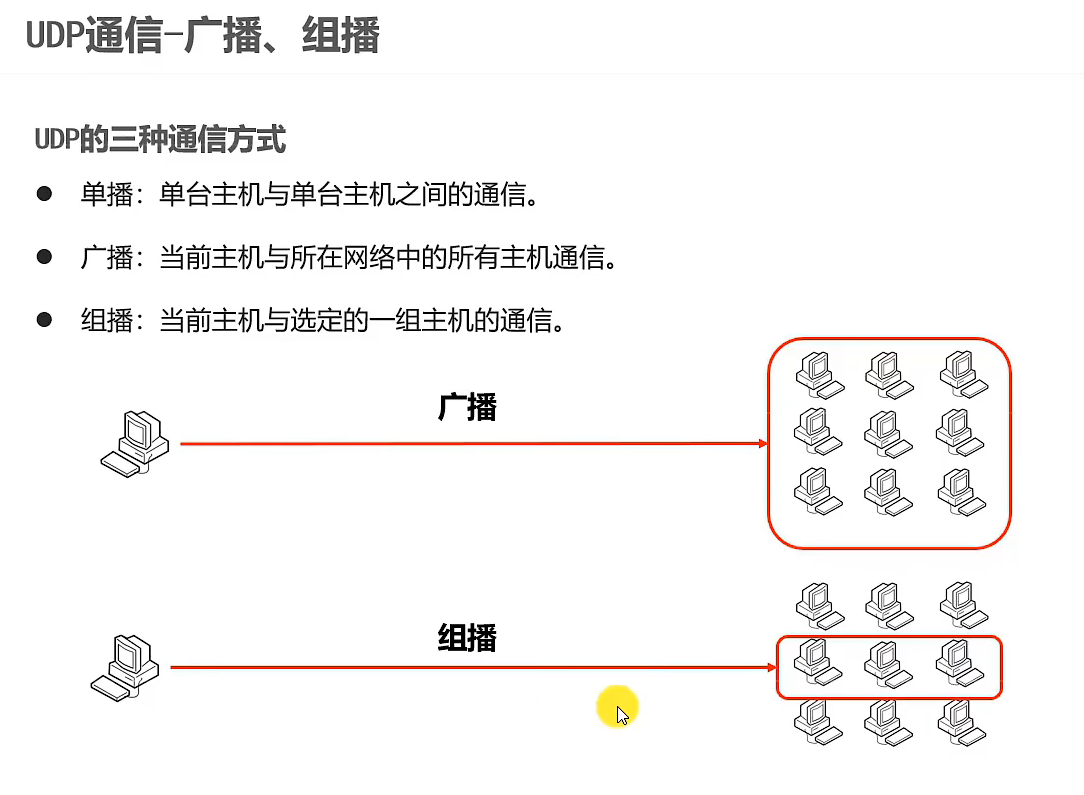 UDP通信-广播、组播
UDP的三种通信方式
● 单播：单台主机与单台主机之间的通信。
● 广播：当前主机与所在网络中的所有主机通信。
● 组播：当前主机与选定的一组主机的通信。
广播
组播